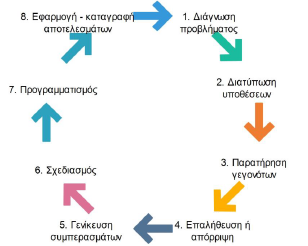 1. Διάγνωση
προβλήματος
2. Διατύπωση
υποθέσεων
3. Παρατήρηση
γεγονότων
4. Επαλήθευση ή
απόρριψη
5. Γενίκευση
συμπερασμάτων
6. Σχεδιασμός
7. Προγραμματισμός
8. Εφαρμογή - καταγραφή
αποτελεσμάτων